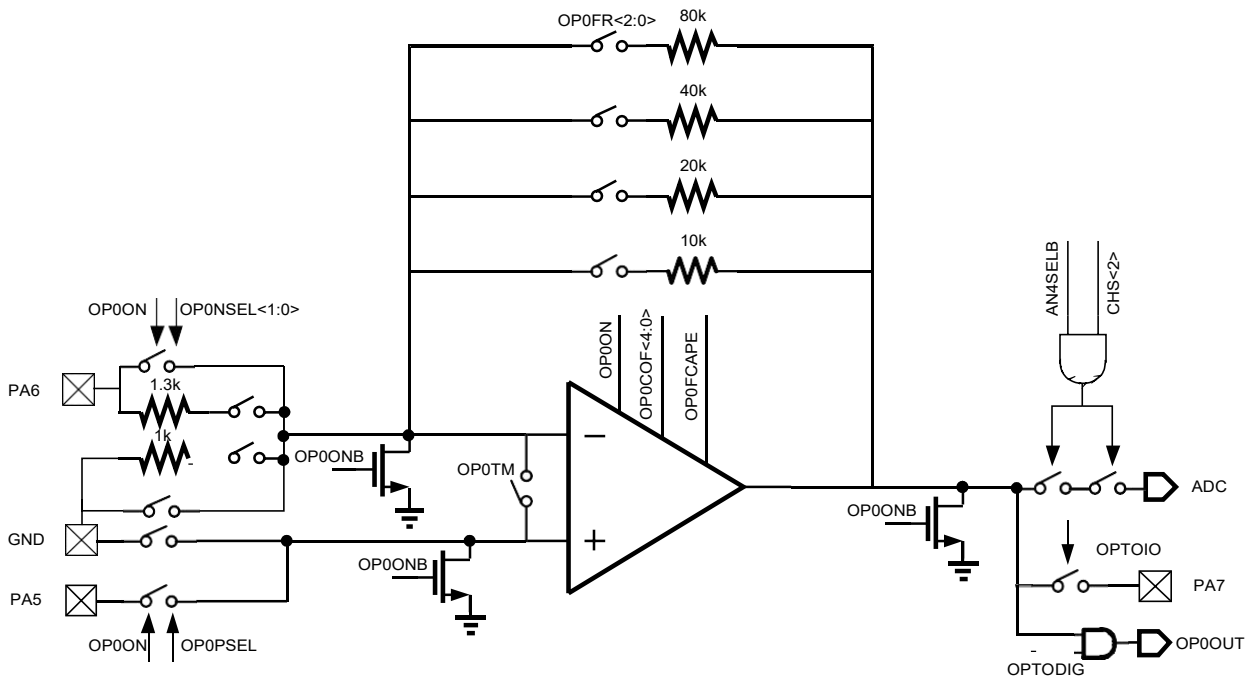 OP0FR<2:0>
80k
40k
20k
10k
AN4SELB
CHS<2>
OP0ON
OP0NSEL<1:0>
OP0ON
OP0COF<4:0>
OP0FCAPE
PA6
1.3k
1k
OP0ONB
OP0TM
ADC
OP0ONB
GND
OP0ONB
OPTOIO
PA5
PA7
OP0ON
OP0PSEL
OP0OUT
OPTODIG